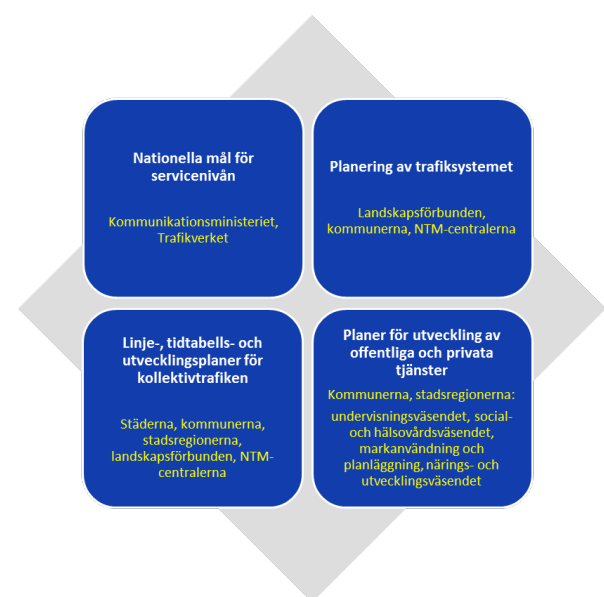 Nationella mål för
servicenivån
Kommunikationsministeriet,
Trafikverket
Planering av trafiksystemet
Landskapsförbunden,
kommunerna, NTM-centralerna
Linje-, tidtabells- och
utvecklingsplaner för
kollektivtrafiken
Städerna, kommunerna,
stadsregionerna,
landskapsförbunden, NTM-
centralerna
Planer för utveckling av
offentliga och privata
tjänster
Kommunerna, stadsregionerna:
undervisningsväsendet, social-
och hälsovårdsväsendet,
markanvändning och
planläggning, närings- och
utvecklingsväsendet